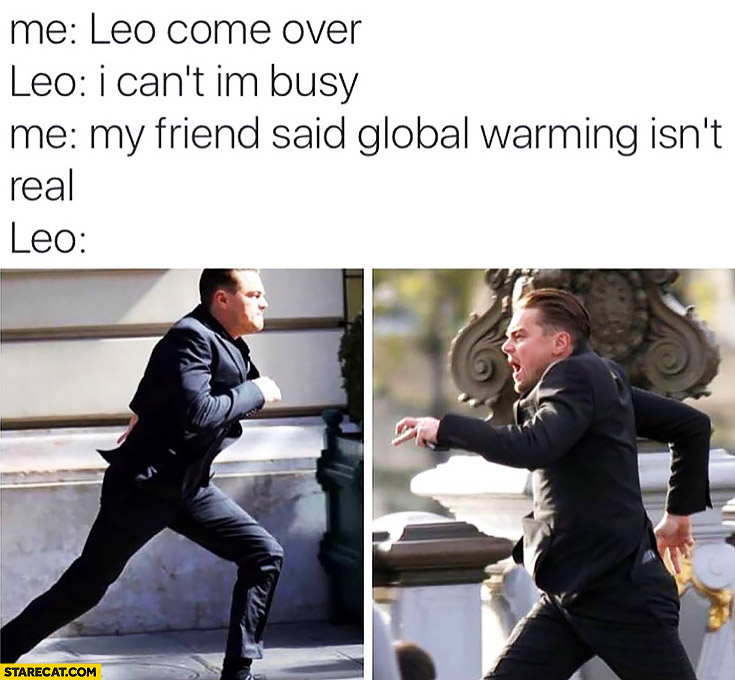 me: Leo come over
Leo: i can't im busy
me: my friend said global warming isn't
real
Leo:
STARECAT.COM